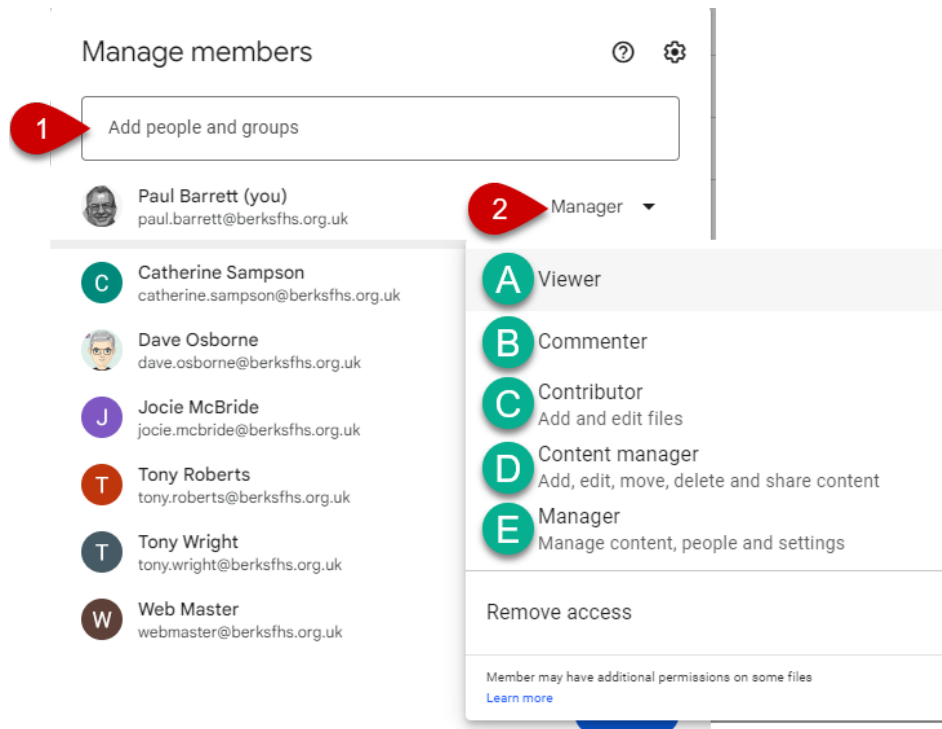 Manage members
1
Add people and groups
Paul Barrett (you)
paul.barrett@berksfhs.org.uk
2
Manager
C
Catherine Sampson
catherine.sampson@berksfhs.org.uk
Dave Osborne
dave.osborne@berksfhs.org.uk
J
Jocie McBride
jocie.mcbride@berksfhs.org.uk
T
Tony Roberts
tony.roberts@berksfhs.org.uk
T
Tony Wright
tony.wright@berksfhs.org.uk
W
Web Master
webmaster@berksfhs.org.uk
A
Viewer
B
Commenter
C
Contributor
Add and edit files
D
Content manager
Add, edit, move, delete and share content
E
Manager
Manage content, people and settings
Remove access
Member may have additional permissions on some files
Learn more